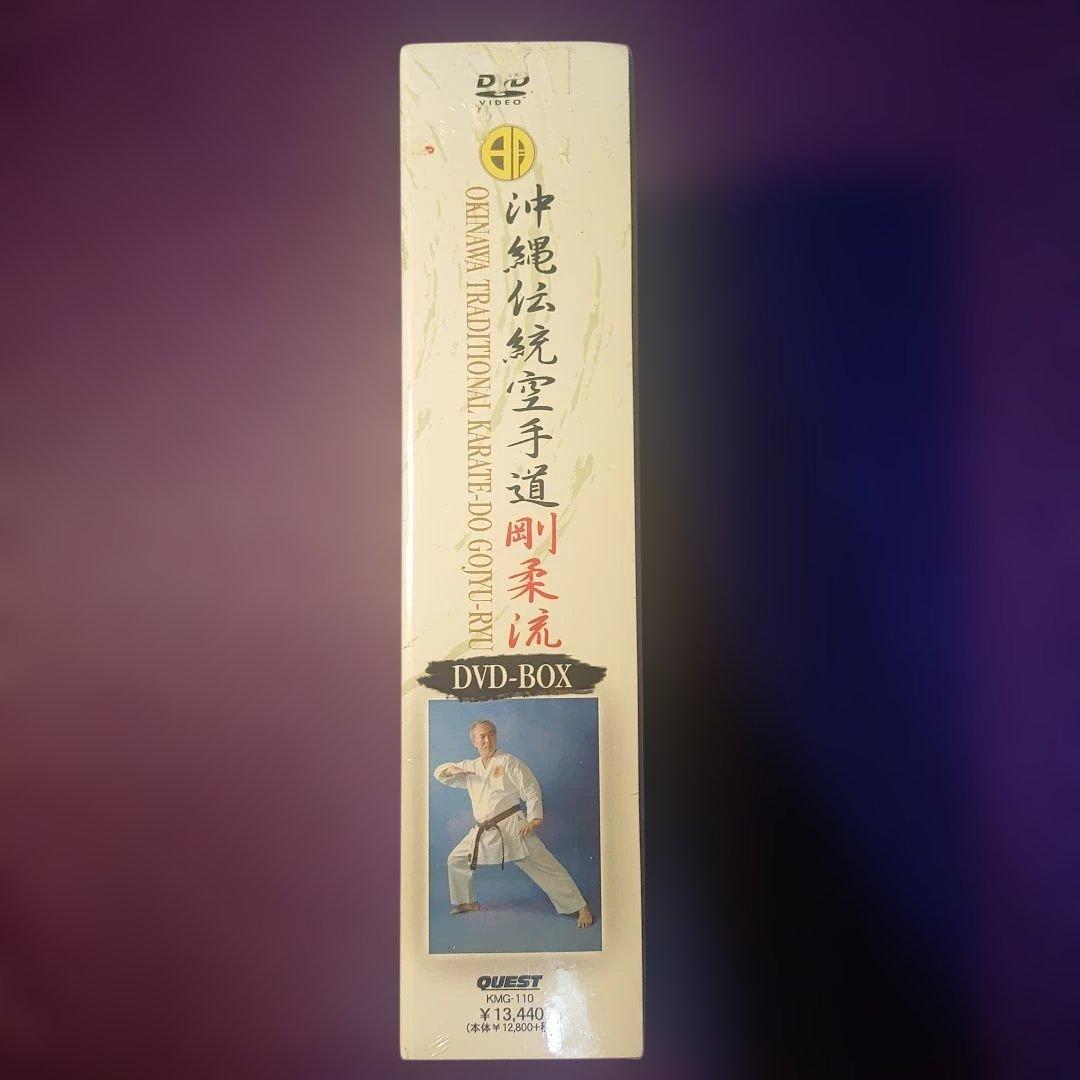 DVD
VIDEO
沖縄伝統空手道剛柔流
OKINAWA TRADITIONAL KARATE-DO GOJYU-RYU
DVD-BOX
QUEST
KMG-110
￥13,440
(本体￥12,800+税